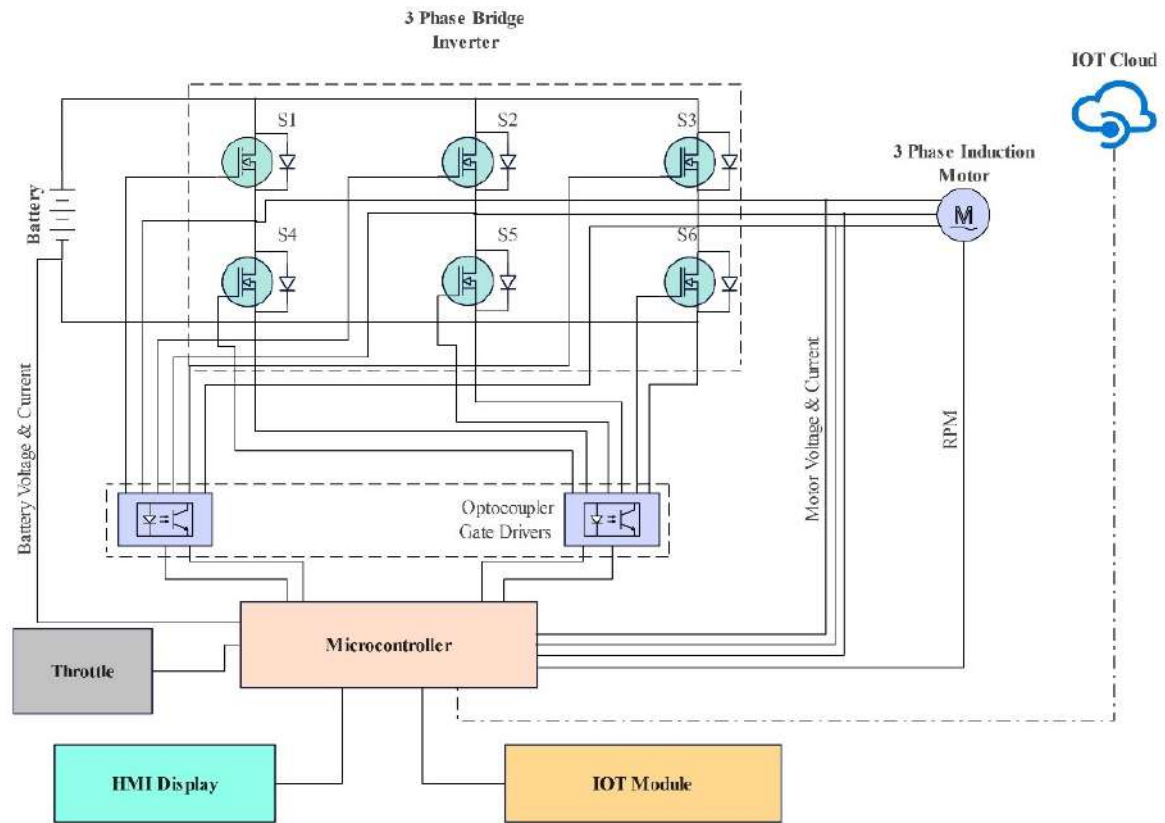 3 Phase Bridge
Inverter
IOT Cloud
S1
S2
S3
3 Phase Induction
Motor
Battery
M
S4
S5
S6
Battery Voltage & Current
Motor Voltage & Current
RPM
Optocoupler
Gate Drivers
Microcontroller
Throttle
HMI Display
IOT Module